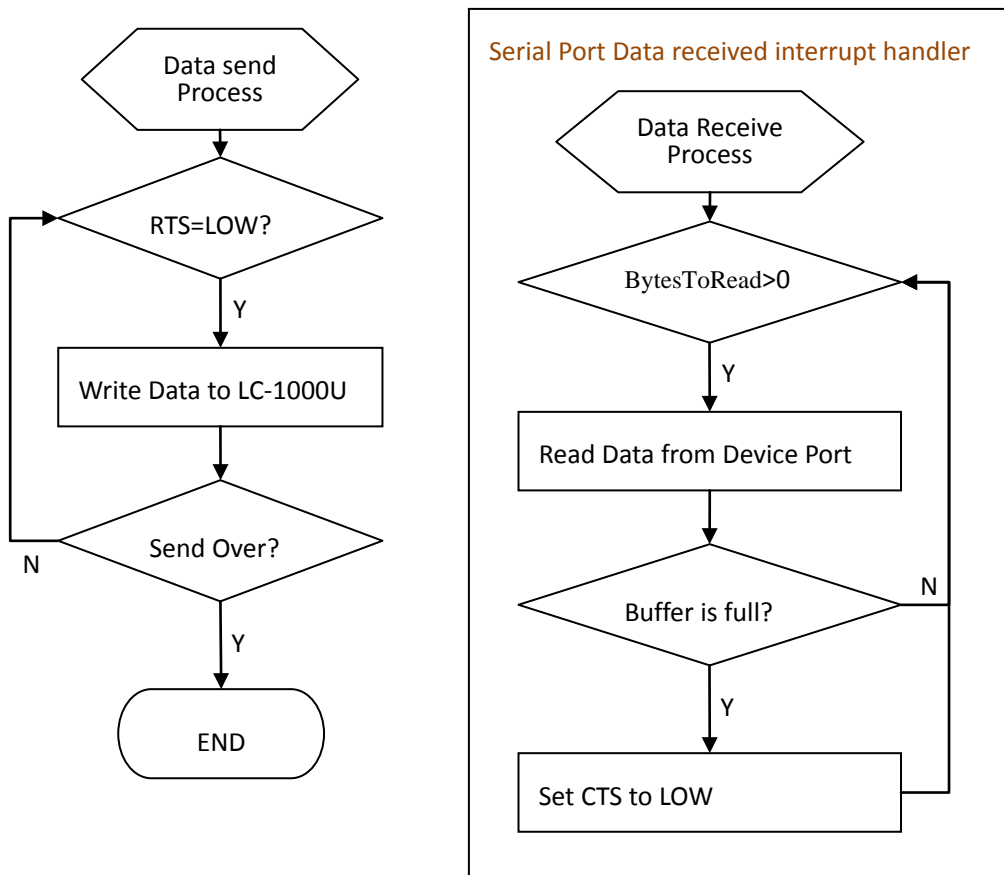 Data send
Process
RTS=LOW?
Y
Write Data to LC-1000U
Send Over?
N
Y
END
Serial Port Data received interrupt handler
Data Receive
Process
BytesToRead>0
Y
Read Data from Device Port
Buffer is full?
N
Y
Set CTS to LOW